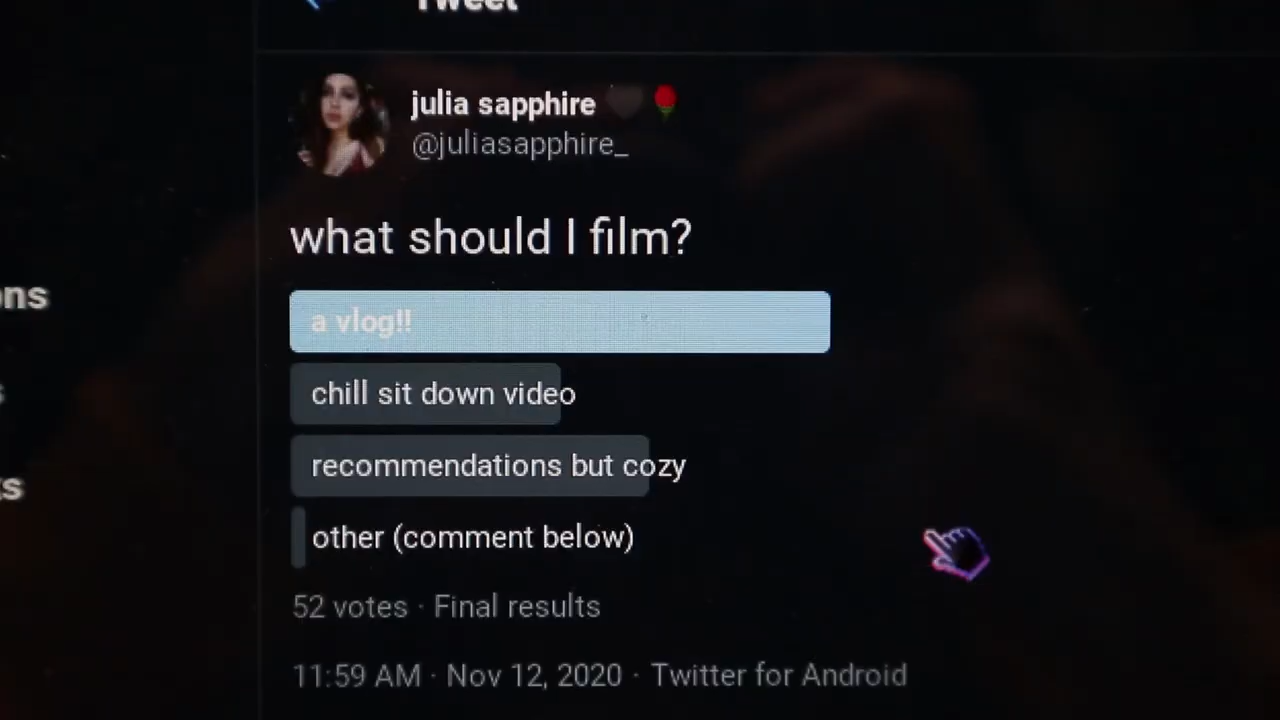 Tweet
julia sapphire
@juliasapphire_
what should I film?
a vlog!!
chill sit down video
recommendations but cozy
other (comment below)
52 votes · Final results
11:59 AM · Nov 12, 2020 · Twitter for Android